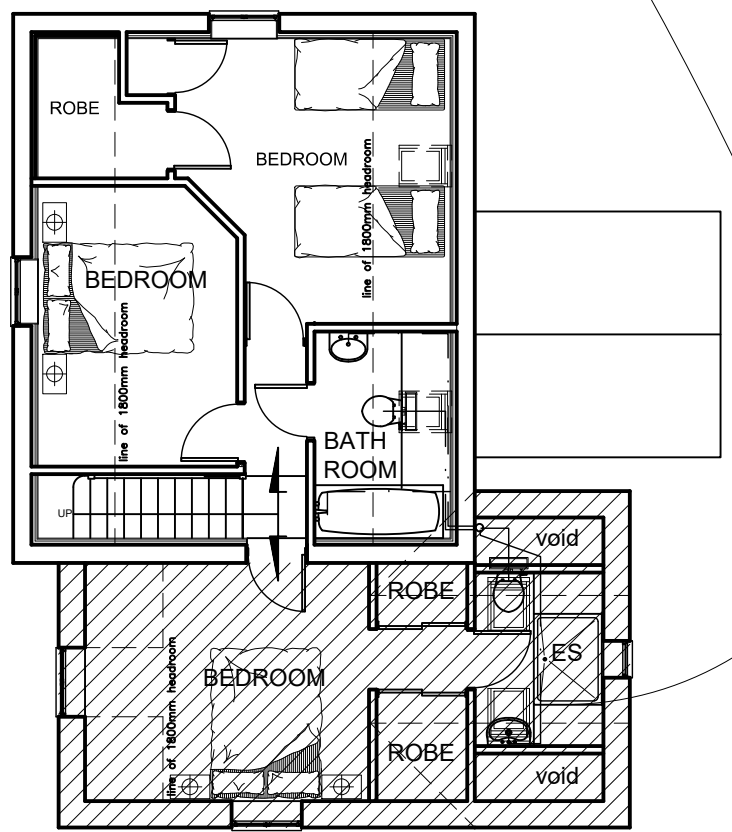 ROBE
BEDROOM
line of 1800mm headroom
BEDROOM
line of 1800mm headroom
BATH
ROOM
UP
void
ROBE
ES
BEDROOM
line of 1800mm headroom
ROBE
void